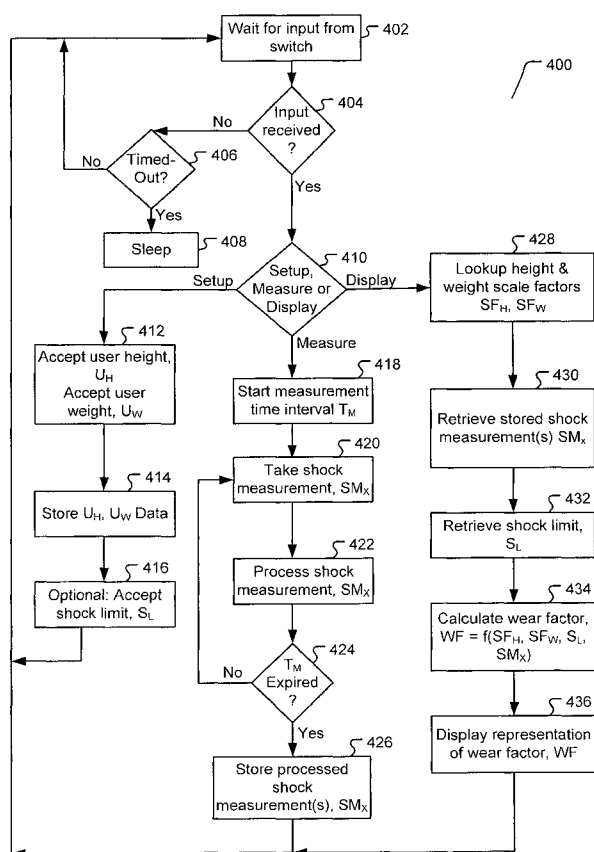 Wait for input from
switch
402
400
404
Input
received
?
No
Yes
406
Timed-
Out?
No
Yes
408
Sleep
410
Setup,
Measure or
Display
Setup
Display
Measure
412
Accept user height,
U_H
Accept user
weight, U_W
414
Store U_H, U_W Data
416
Optional: Accept
shock limit, S_L
418
Start measurement
time interval T_M
420
Take shock
measurement, SM_X
422
Process shock
measurement, SM_X
424
T_M
Expired
?
No
Yes
426
Store processed
shock
measurement(s), SM_X
428
Lookup height &
weight scale factors
SF_H, SF_W
430
Retrieve stored shock
measurement(s) SM_X
432
Retrieve shock limit,
S_L
434
Calculate wear factor,
WF = f(SF_H, SF_W, S_L,
SM_X)
436
Display representation
of wear factor, WF